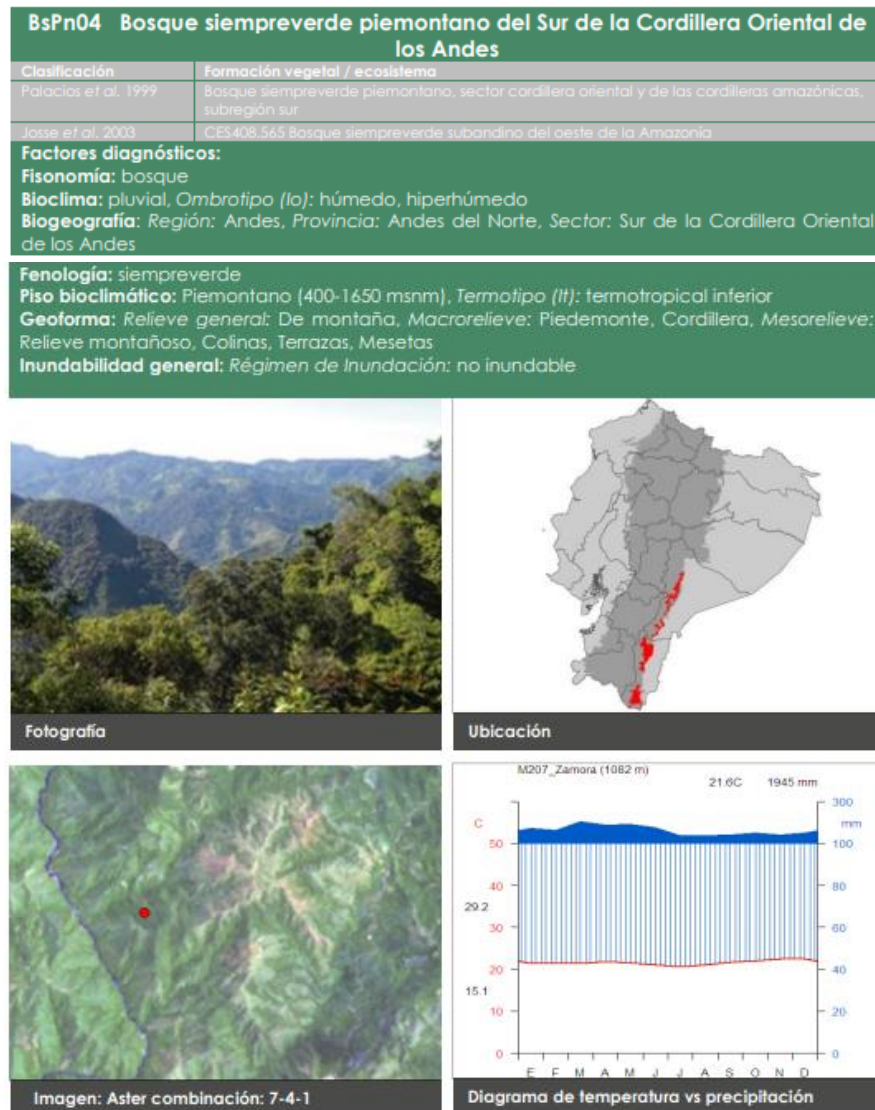 BsPn04 Bosque siempreverde piemontano del Sur de la Cordillera Oriental de
los Andes
Clasificación Formación vegetal / ecosistema
Palacios et al. 1999 Bosque siempreverde piemontano, sector cordillera oriental y de las cordilleras amazónicas,
subregión sur
Josse et al. 2003 CES408.565 Bosque siempreverde subandino del oeste de la Amazonía
Factores diagnósticos:
Fisonomía: bosque
Bioclima: pluvial, Ombrotipo (Io): húmedo, hiperhúmedo
Biogeografía: Región: Andes, Provincia: Andes del Norte, Sector: Sur de la Cordillera Oriental
de los Andes
Fenología: siempreverde
Piso bioclimático: Piemontano (400-1650 msnm), Termotipo (It): termotropical inferior
Geoforma: Relieve general: De montaña, Macrorelieve: Piedemonte, Cordillera, Mesorelieve:
Relieve montañoso, Colinas, Terrazas, Mesetas
Inundabilidad general: Régimen de Inundación: no inundable
Fotografía
Ubicación
Imagen: Aster combinación: 7-4-1
M207_Zamora (1082 m)
21.6C 1945 mm
C 300
mm
50 100
40 80
29.2
30 60
20 40
15.1
10 20
0 0
E F M A M J J A S O N D
Diagrama de temperatura vs precipitación